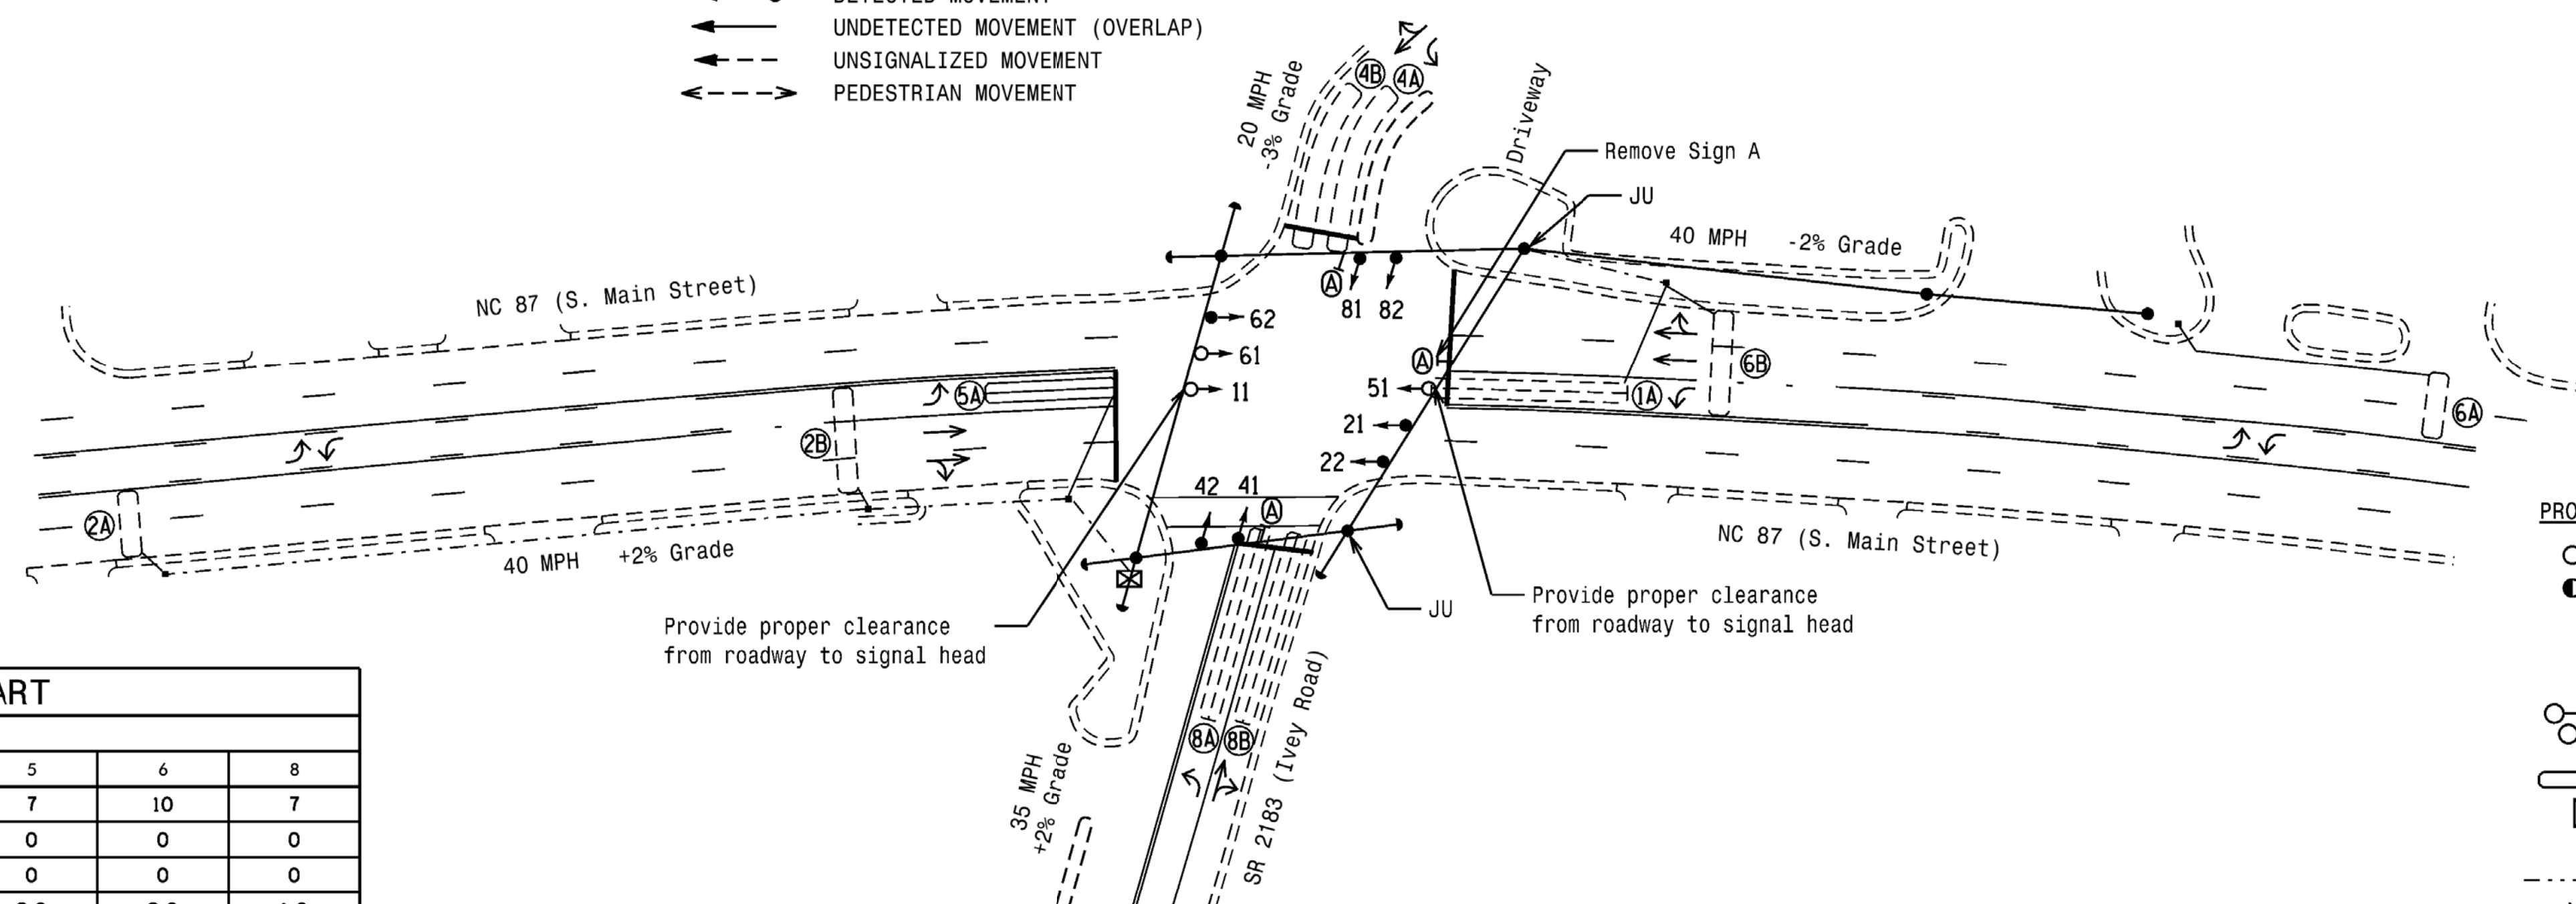 DETECTED MOVEMENT
UNDETECTED MOVEMENT (OVERLAP)
UNSIGNALIZED MOVEMENT
PEDESTRIAN MOVEMENT
20 MPH
-3% Grade
4B
4A
Driveway
Remove Sign A
JU
40 MPH -2% Grade
NC 87 (S. Main Street)
A
81 82
62
61
11
A
51
21
22
6B
1A
6A
5A
2B
2A
42 41
A
40 MPH +2% Grade
NC 87 (S. Main Street)
Provide proper clearance
from roadway to signal head
JU
Provide proper clearance
from roadway to signal head
8A
8B
35 MPH
+2% Grade
SR 2183 (Ivey Road)
ART
5 6 8
7 10 7
0 0 0
0 0 0
PRO